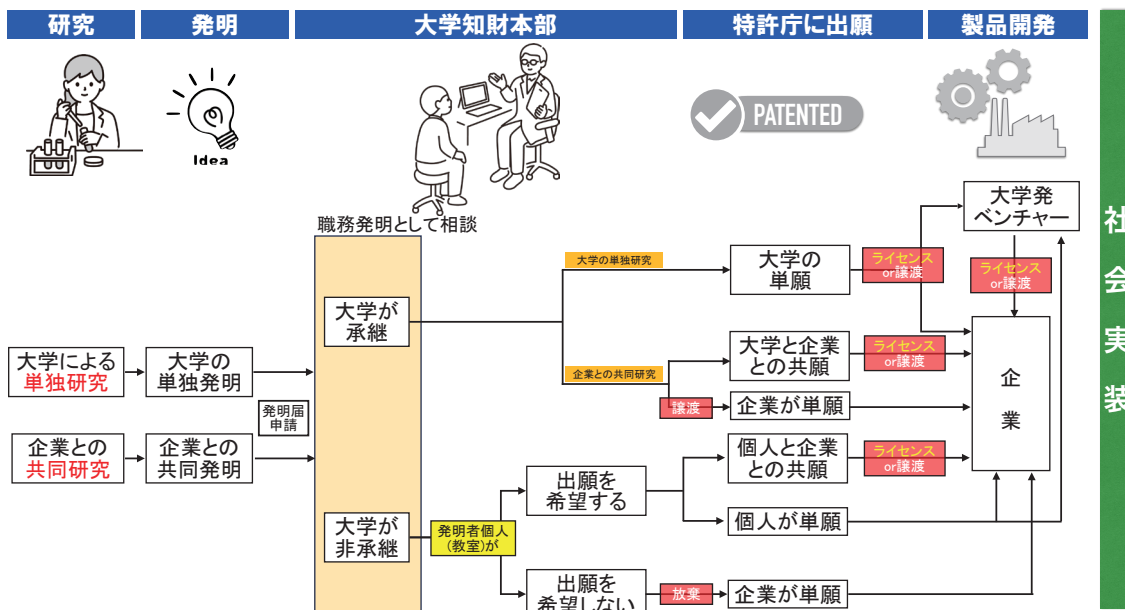 研究
発明
大学知財本部
特許庁に出願
製品開発
Idea
PATENTED
職務発明として相談
大学による
単独研究
企業との
共同研究
大学の
単独発明
企業との
共同発明
発明届
申請
大学が
承継
大学が
非承継
発明者個人
(教室)が
大学の単独研究
企業との共同研究
譲渡
出願を
希望する
出願を
希望しない
放棄
大学の
単願
大学と企業
との共願
企業が単願
個人と企業
との共願
個人が単願
企業が単願
ライセンス
or譲渡
ライセンス
or譲渡
ライセンス
or譲渡
大学発
ベンチャー
ライセンス
or譲渡
企
業
社
会
実
装